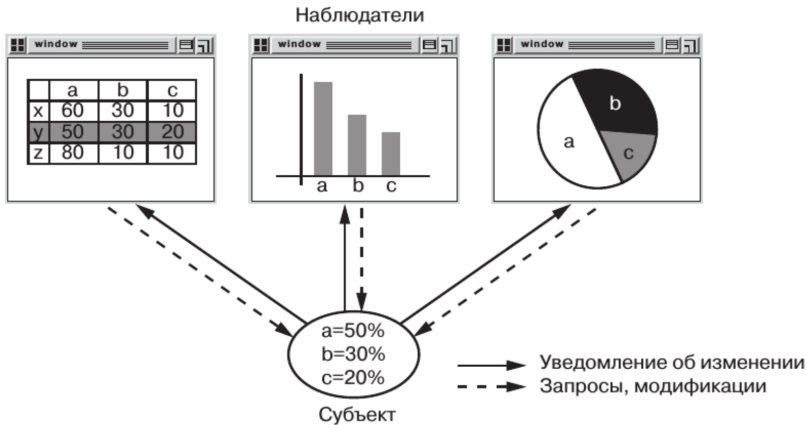 Наблюдатели
window
a b c
x 60 30 10
y 50 30 20
z 80 10 10
window
a b c
window
a
b
c
a=50%
b=30%
c=20%
Субъект
Уведомление об изменении
Запросы, модификации